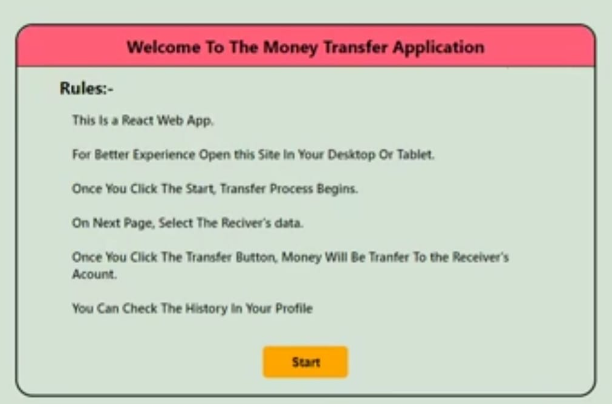 Welcome To The Money Transfer Application
Rules:-
This Is a React Web App.
For Better Experience Open this Site In Your Desktop Or Tablet.
Once You Click The Start, Transfer Process Begins.
On Next Page, Select The Reciver's data.
Once You Click The Transfer Button, Money Will Be Tranfer To the Receiver's
Acount.
You Can Check The History In Your Profile
Start